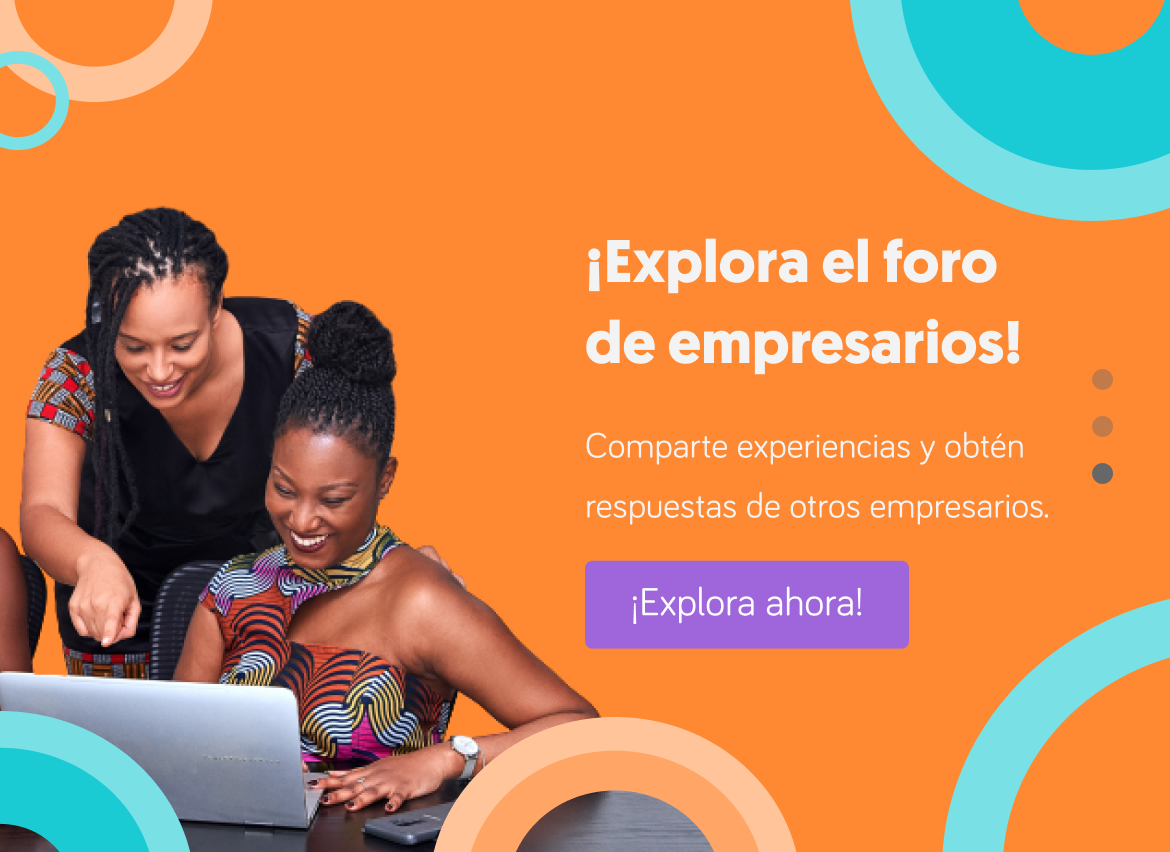 ¡Explora el foro
de empresarios!
Comparte experiencias y obtén
respuestas de otros empresarios.
¡Explora ahora!